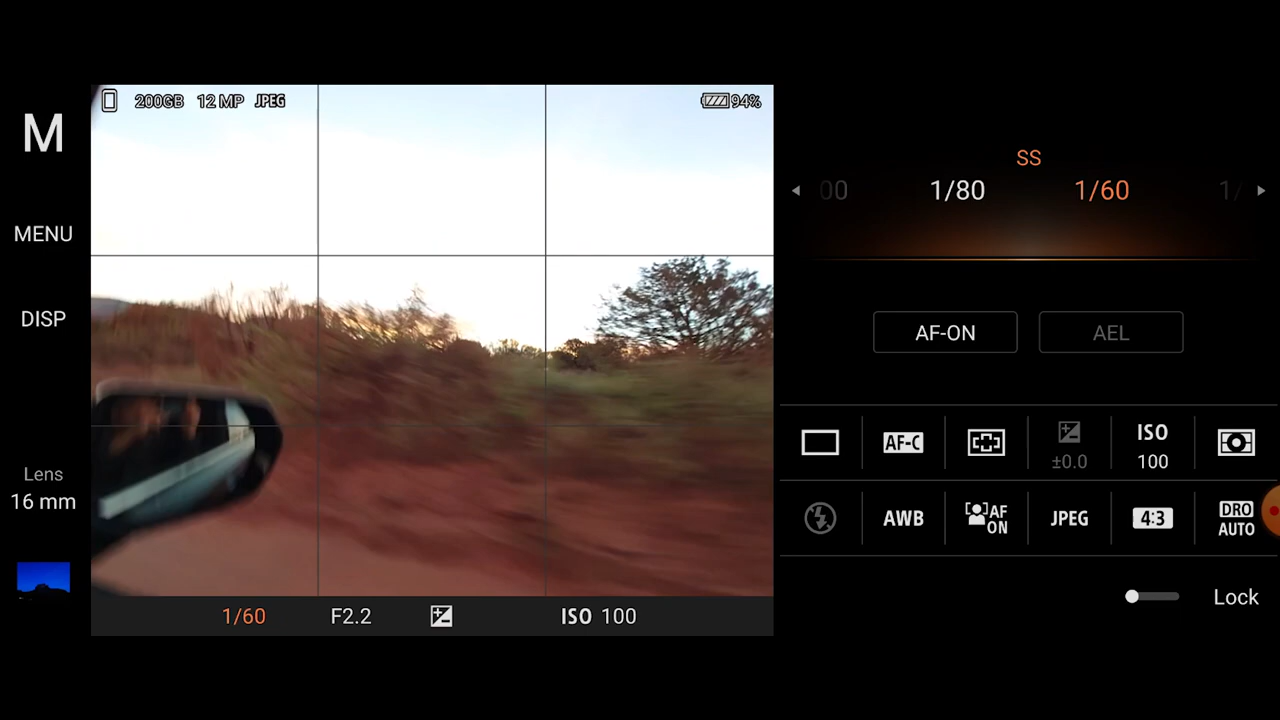 M
MENU
DISP
Lens
16 mm
200GB 12 MP JPEG 94%
1/60 F2.2 ISO 100
SS
00 1/80 1/60 1/
AF-ON AEL
AF-C ±0.0 ISO 100
AWB AF ON JPEG 4:3 DRO AUTO
Lock